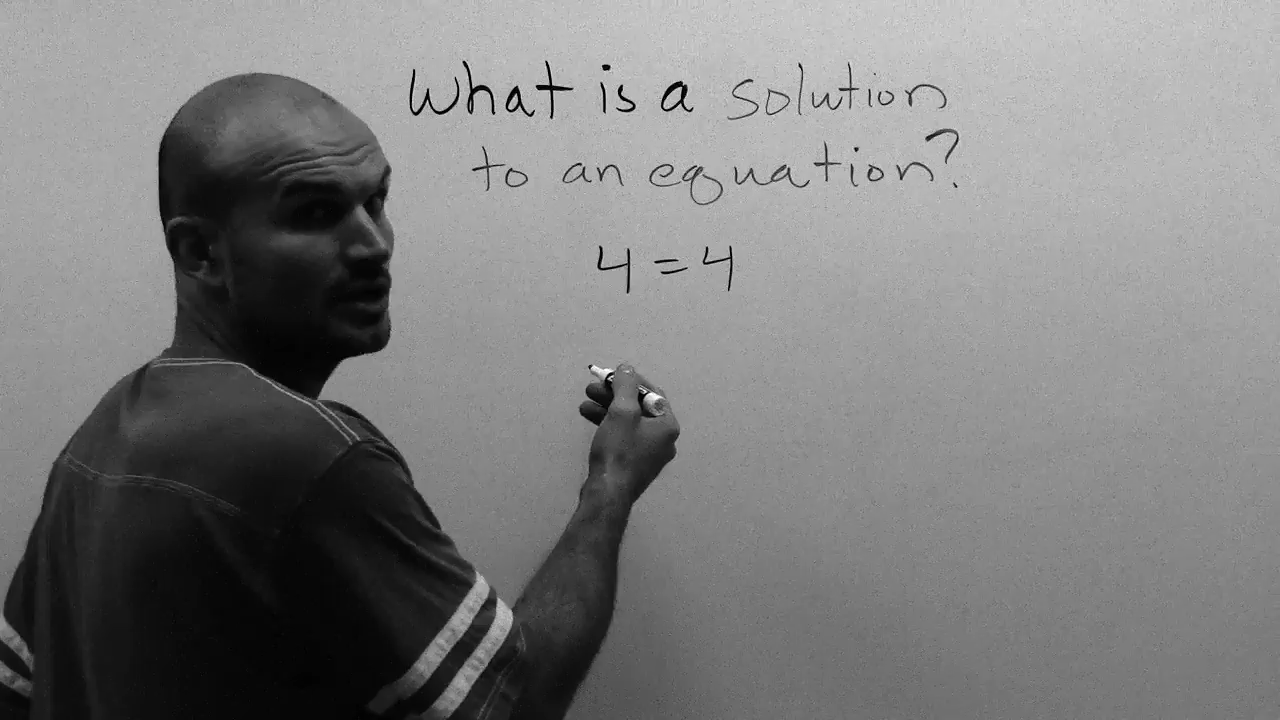 What is a solution
to an equation?
4 = 4